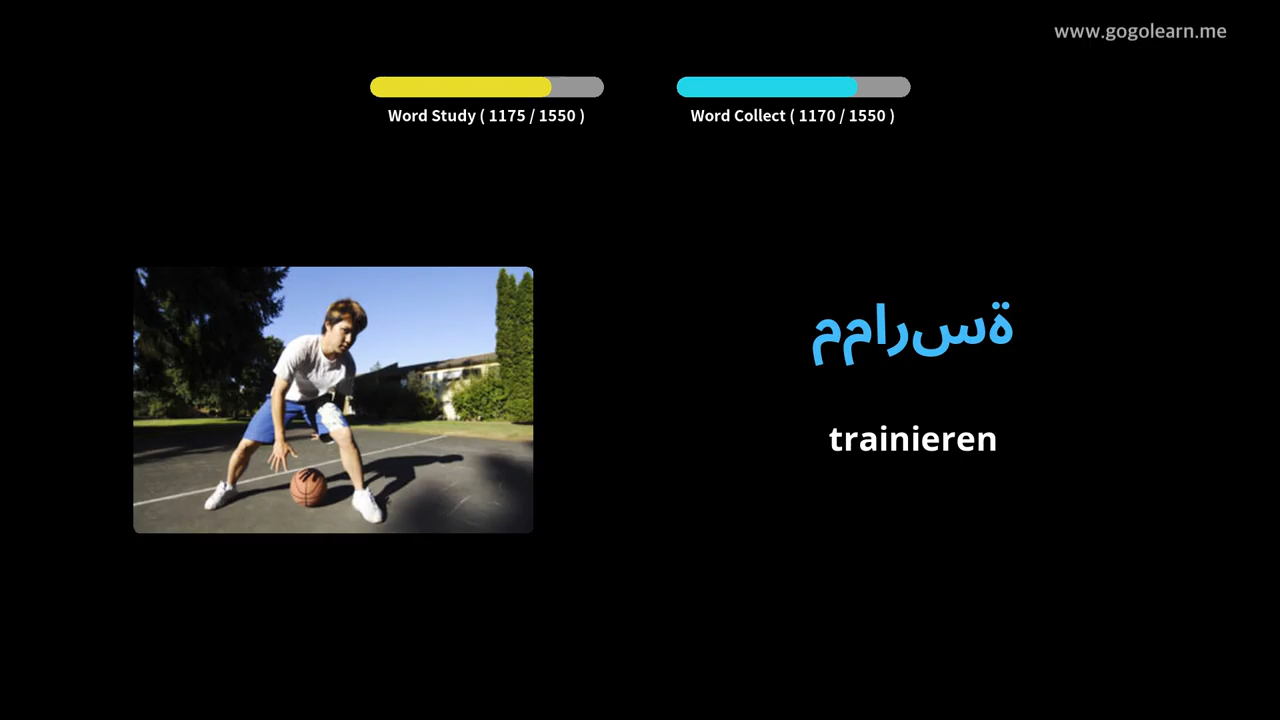 www.gogolearn.me
Word Study ( 1175 / 1550 )
Word Collect ( 1170 / 1550 )
ممارسة
trainieren